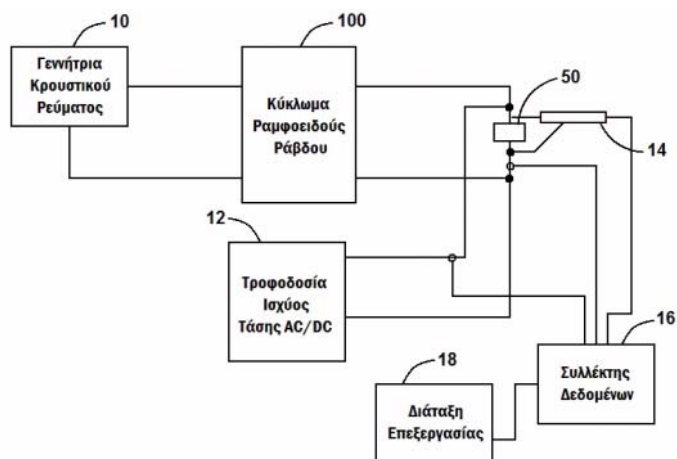 10
Γεννήτρια
Κρουστικού
Ρεύματος
100
Κύκλωμα
Ραμφοειδούς
Ράβδου
50
14
12
Τροφοδοσία
Ισχύος
Τάσης AC/DC
16
Συλλέκτης
Δεδομένων
18
Διάταξη
Επεξεργασίας